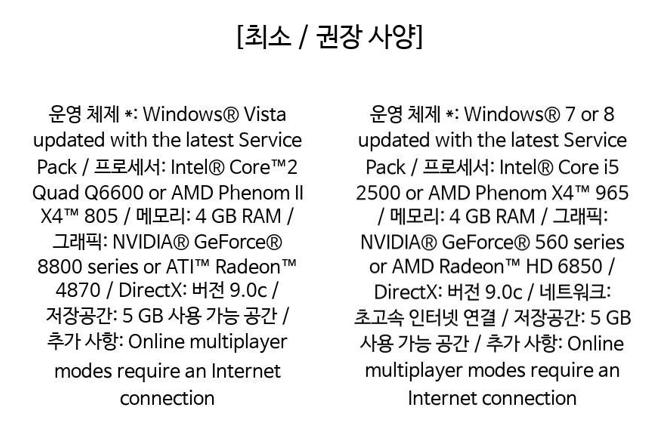 [최소 / 권장 사양]
운영 체제 *: Windows® Vista
updated with the latest Service
Pack / 프로세서: Intel® Core™2
Quad Q6600 or AMD Phenom II
X4™ 805 / 메모리: 4 GB RAM /
그래픽: NVIDIA® GeForce®
8800 series or ATI™ Radeon™
4870 / DirectX: 버전 9.0c /
저장공간: 5 GB 사용 가능 공간 /
추가 사항: Online multiplayer
modes require an Internet
connection
운영 체제 *: Windows® 7 or 8
updated with the latest Service
Pack / 프로세서: Intel® Core i5
2500 or AMD Phenom X4™ 965
/ 메모리: 4 GB RAM / 그래픽:
NVIDIA® GeForce® 560 series
or AMD Radeon™ HD 6850 /
DirectX: 버전 9.0c / 네트워크:
초고속 인터넷 연결 / 저장공간: 5 GB
사용 가능 공간 / 추가 사항: Online
multiplayer modes require an
Internet connection